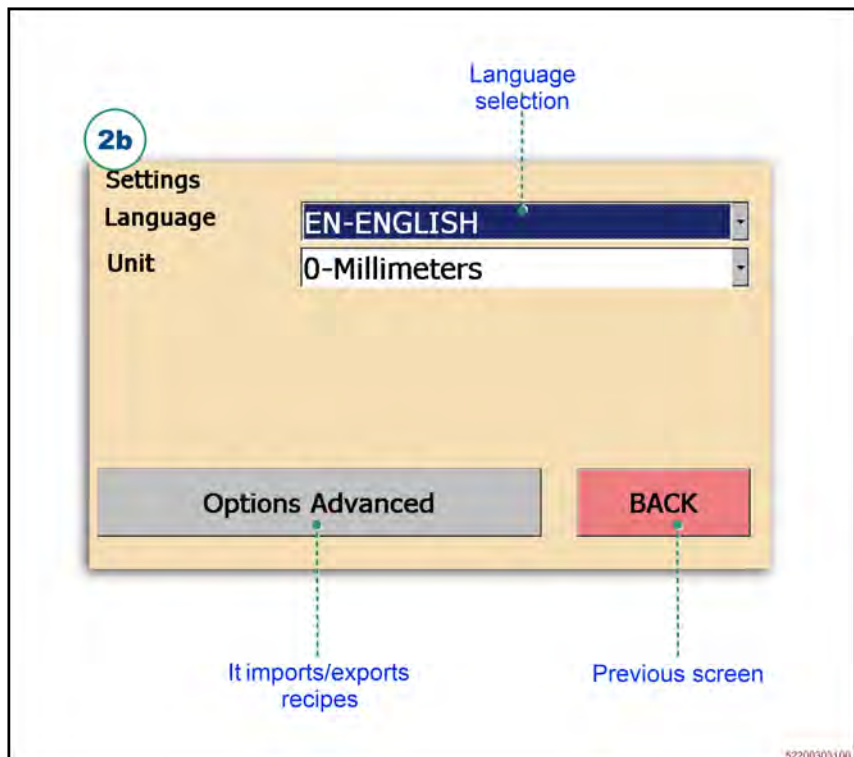 Language
selection
2b
Settings
Language EN-ENGLISH
Unit 0-Millimeters
Options Advanced BACK
It imports/exports
recipes
Previous screen
52200303100